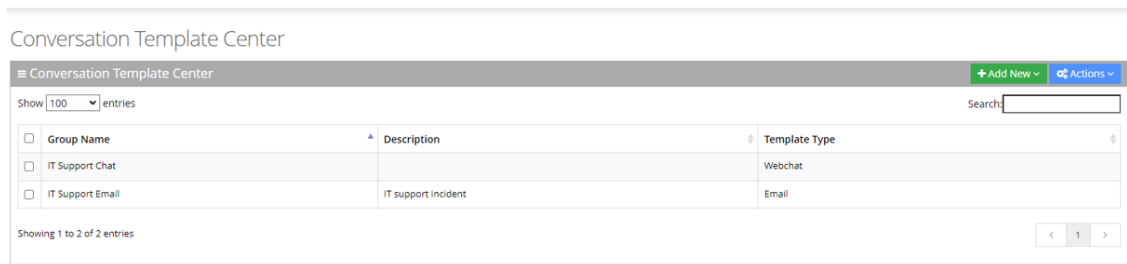 Conversation Template Center
Conversation Template Center + Add New Actions
Show 100 entries Search:
Group Name Description Template Type
IT Support Chat Webchat
IT Support Email IT support incident Email
Showing 1 to 2 of 2 entries < 1 >